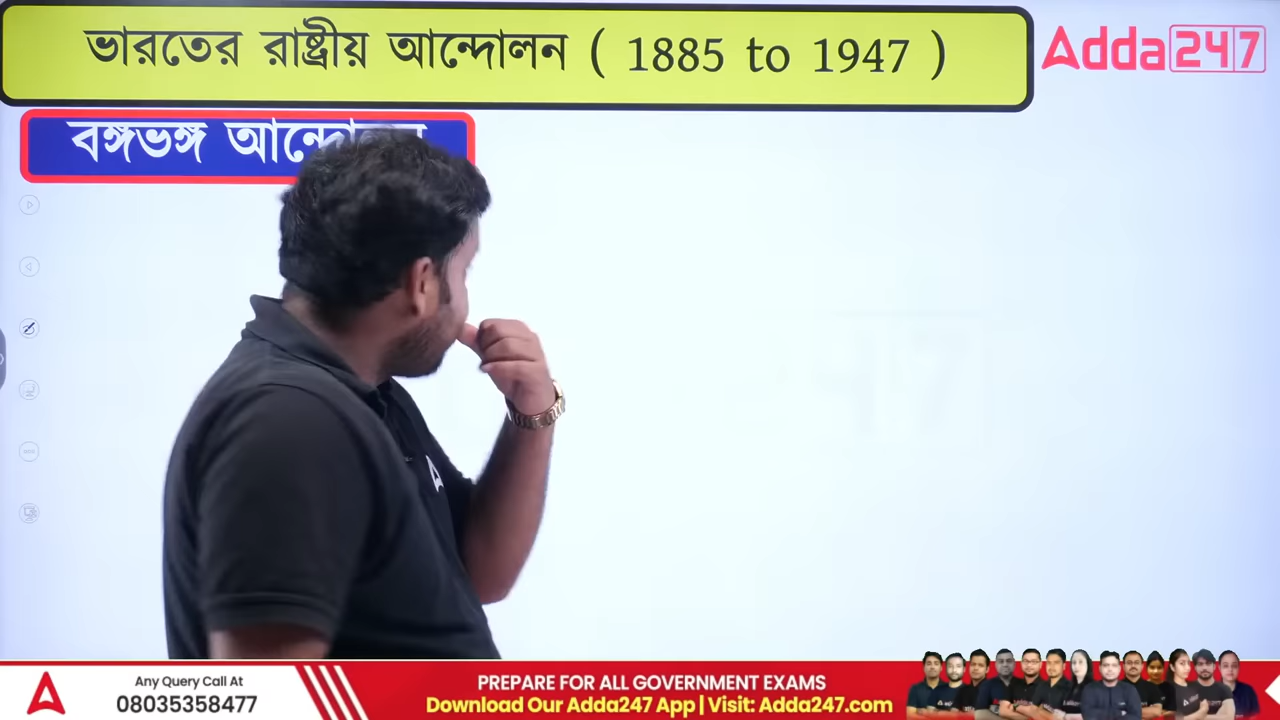 ভারতের রাষ্ট্রীয় আন্দোলন ( 1885 to 1947 )
Adda247
বঙ্গভঙ্গ
Any Query Call At
08035358477
PREPARE FOR ALL GOVERNMENT EXAMS
Download Our Adda247 App | Visit: Adda247.com